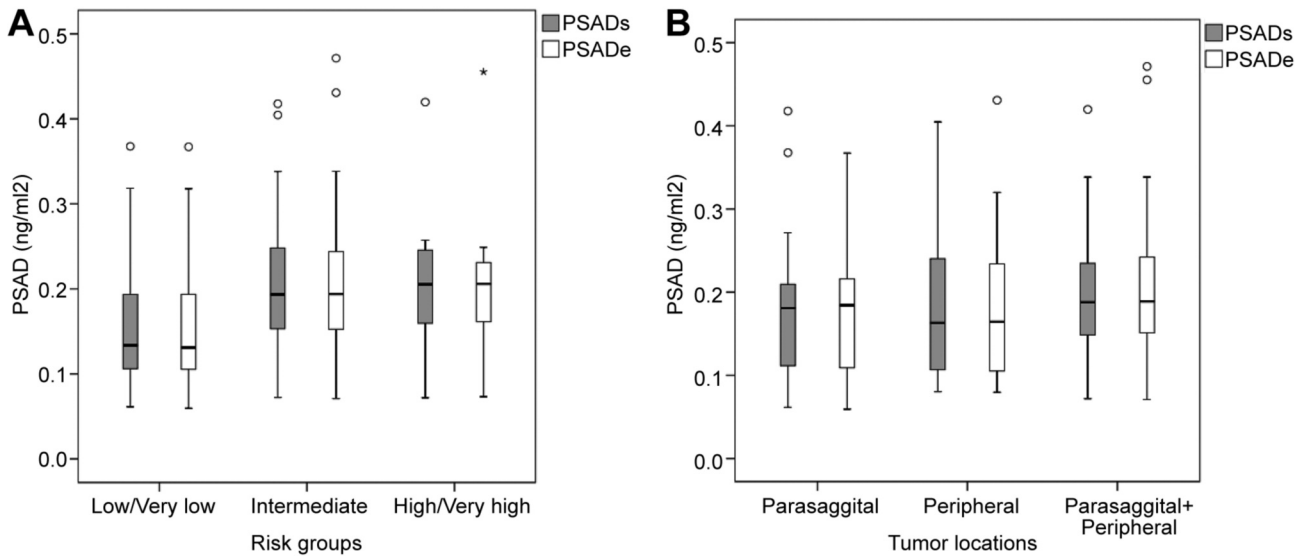 A
PSADs
PSADe
0.5
0.4
0.3
0.2
0.1
0.0
PSAD (ng/ml2)
Low/Very low Intermediate High/Very high
Risk groups
*
B
PSADs
PSADe
0.5
0.4
0.3
0.2
0.1
0.0
PSAD (ng/ml2)
Parasaggital Peripheral Parasaggital+
Peripheral
Tumor locations